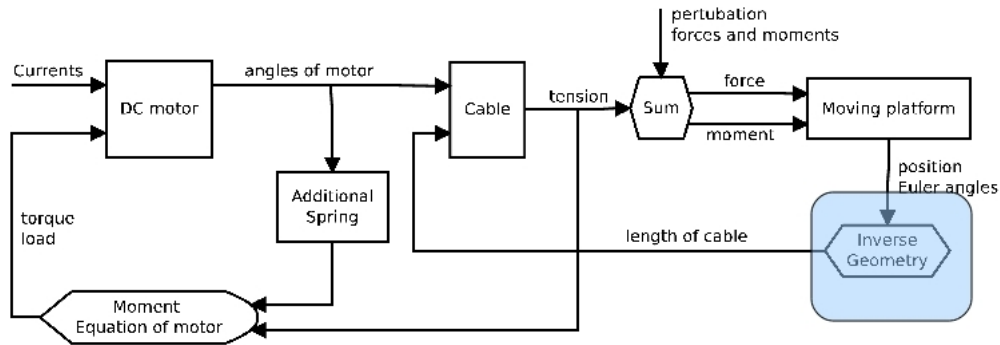 pertubation
forces and moments
Currents
angles of motor
DC motor
Cable
tension
Sum
force
moment
Moving platform
position
Euler angles
Additional
Spring
torque
load
length of cable
Inverse
Geometry
Moment
Equation of motor